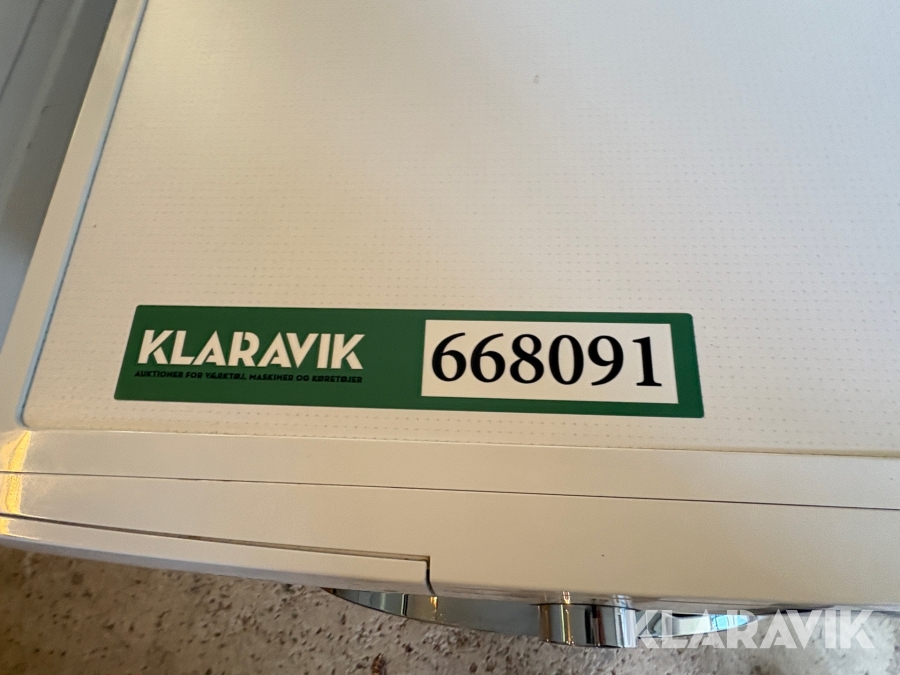 KLARAVIK
AUKTIONER FOR VÆRKTØJ, MASKINER OG KØRETØJER
668091
KLARAVIK